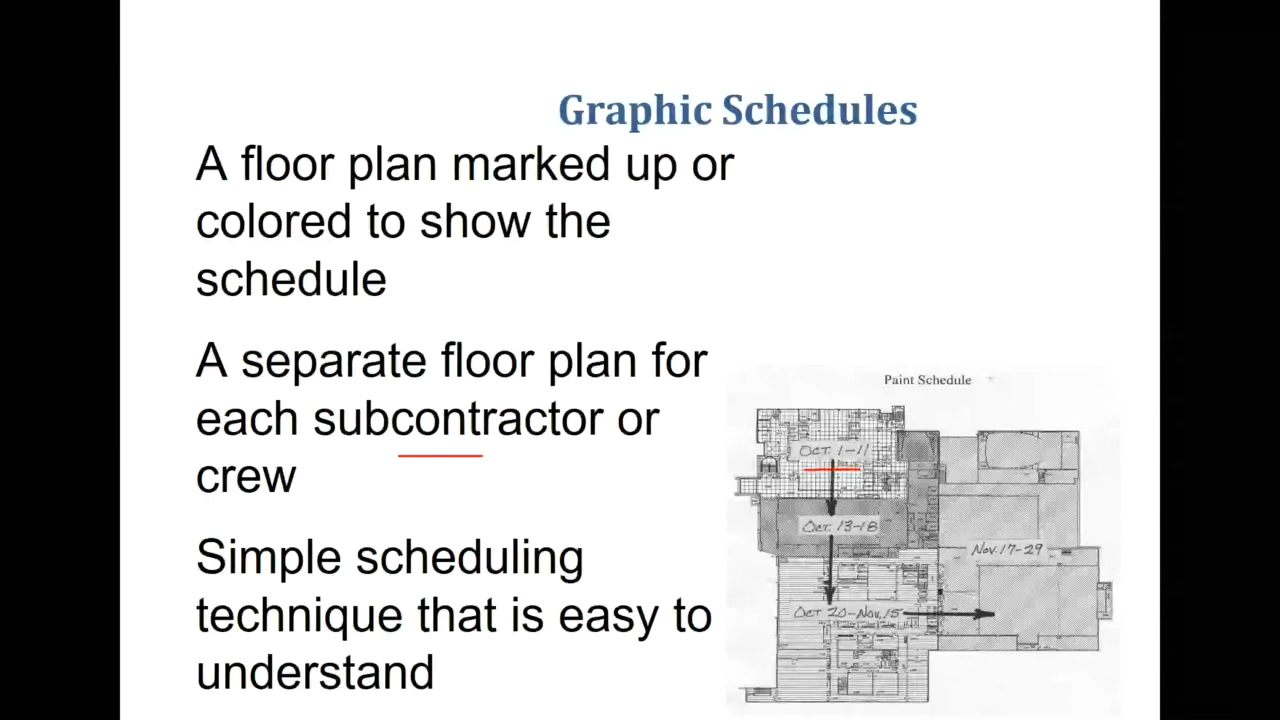 Graphic Schedules
A floor plan marked up or
colored to show the
schedule
A separate floor plan for
each subcontractor or
crew
Simple scheduling
technique that is easy to
understand
Paint Schedule
Oct. 1-11
Oct. 13-18
Nov. 17-29
Oct 20-Nov. 15